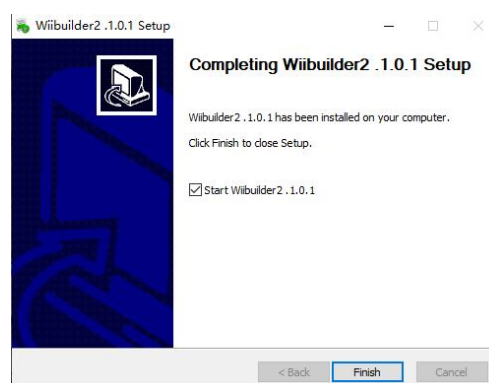 Wiibuilder2 .1.0.1 Setup
Completing Wiibuilder2 .1.0.1 Setup
Wiibuilder2 .1.0.1 has been installed on your computer.
Click Finish to close Setup.
Start Wiibuilder2 .1.0.1
< Back Finish Cancel